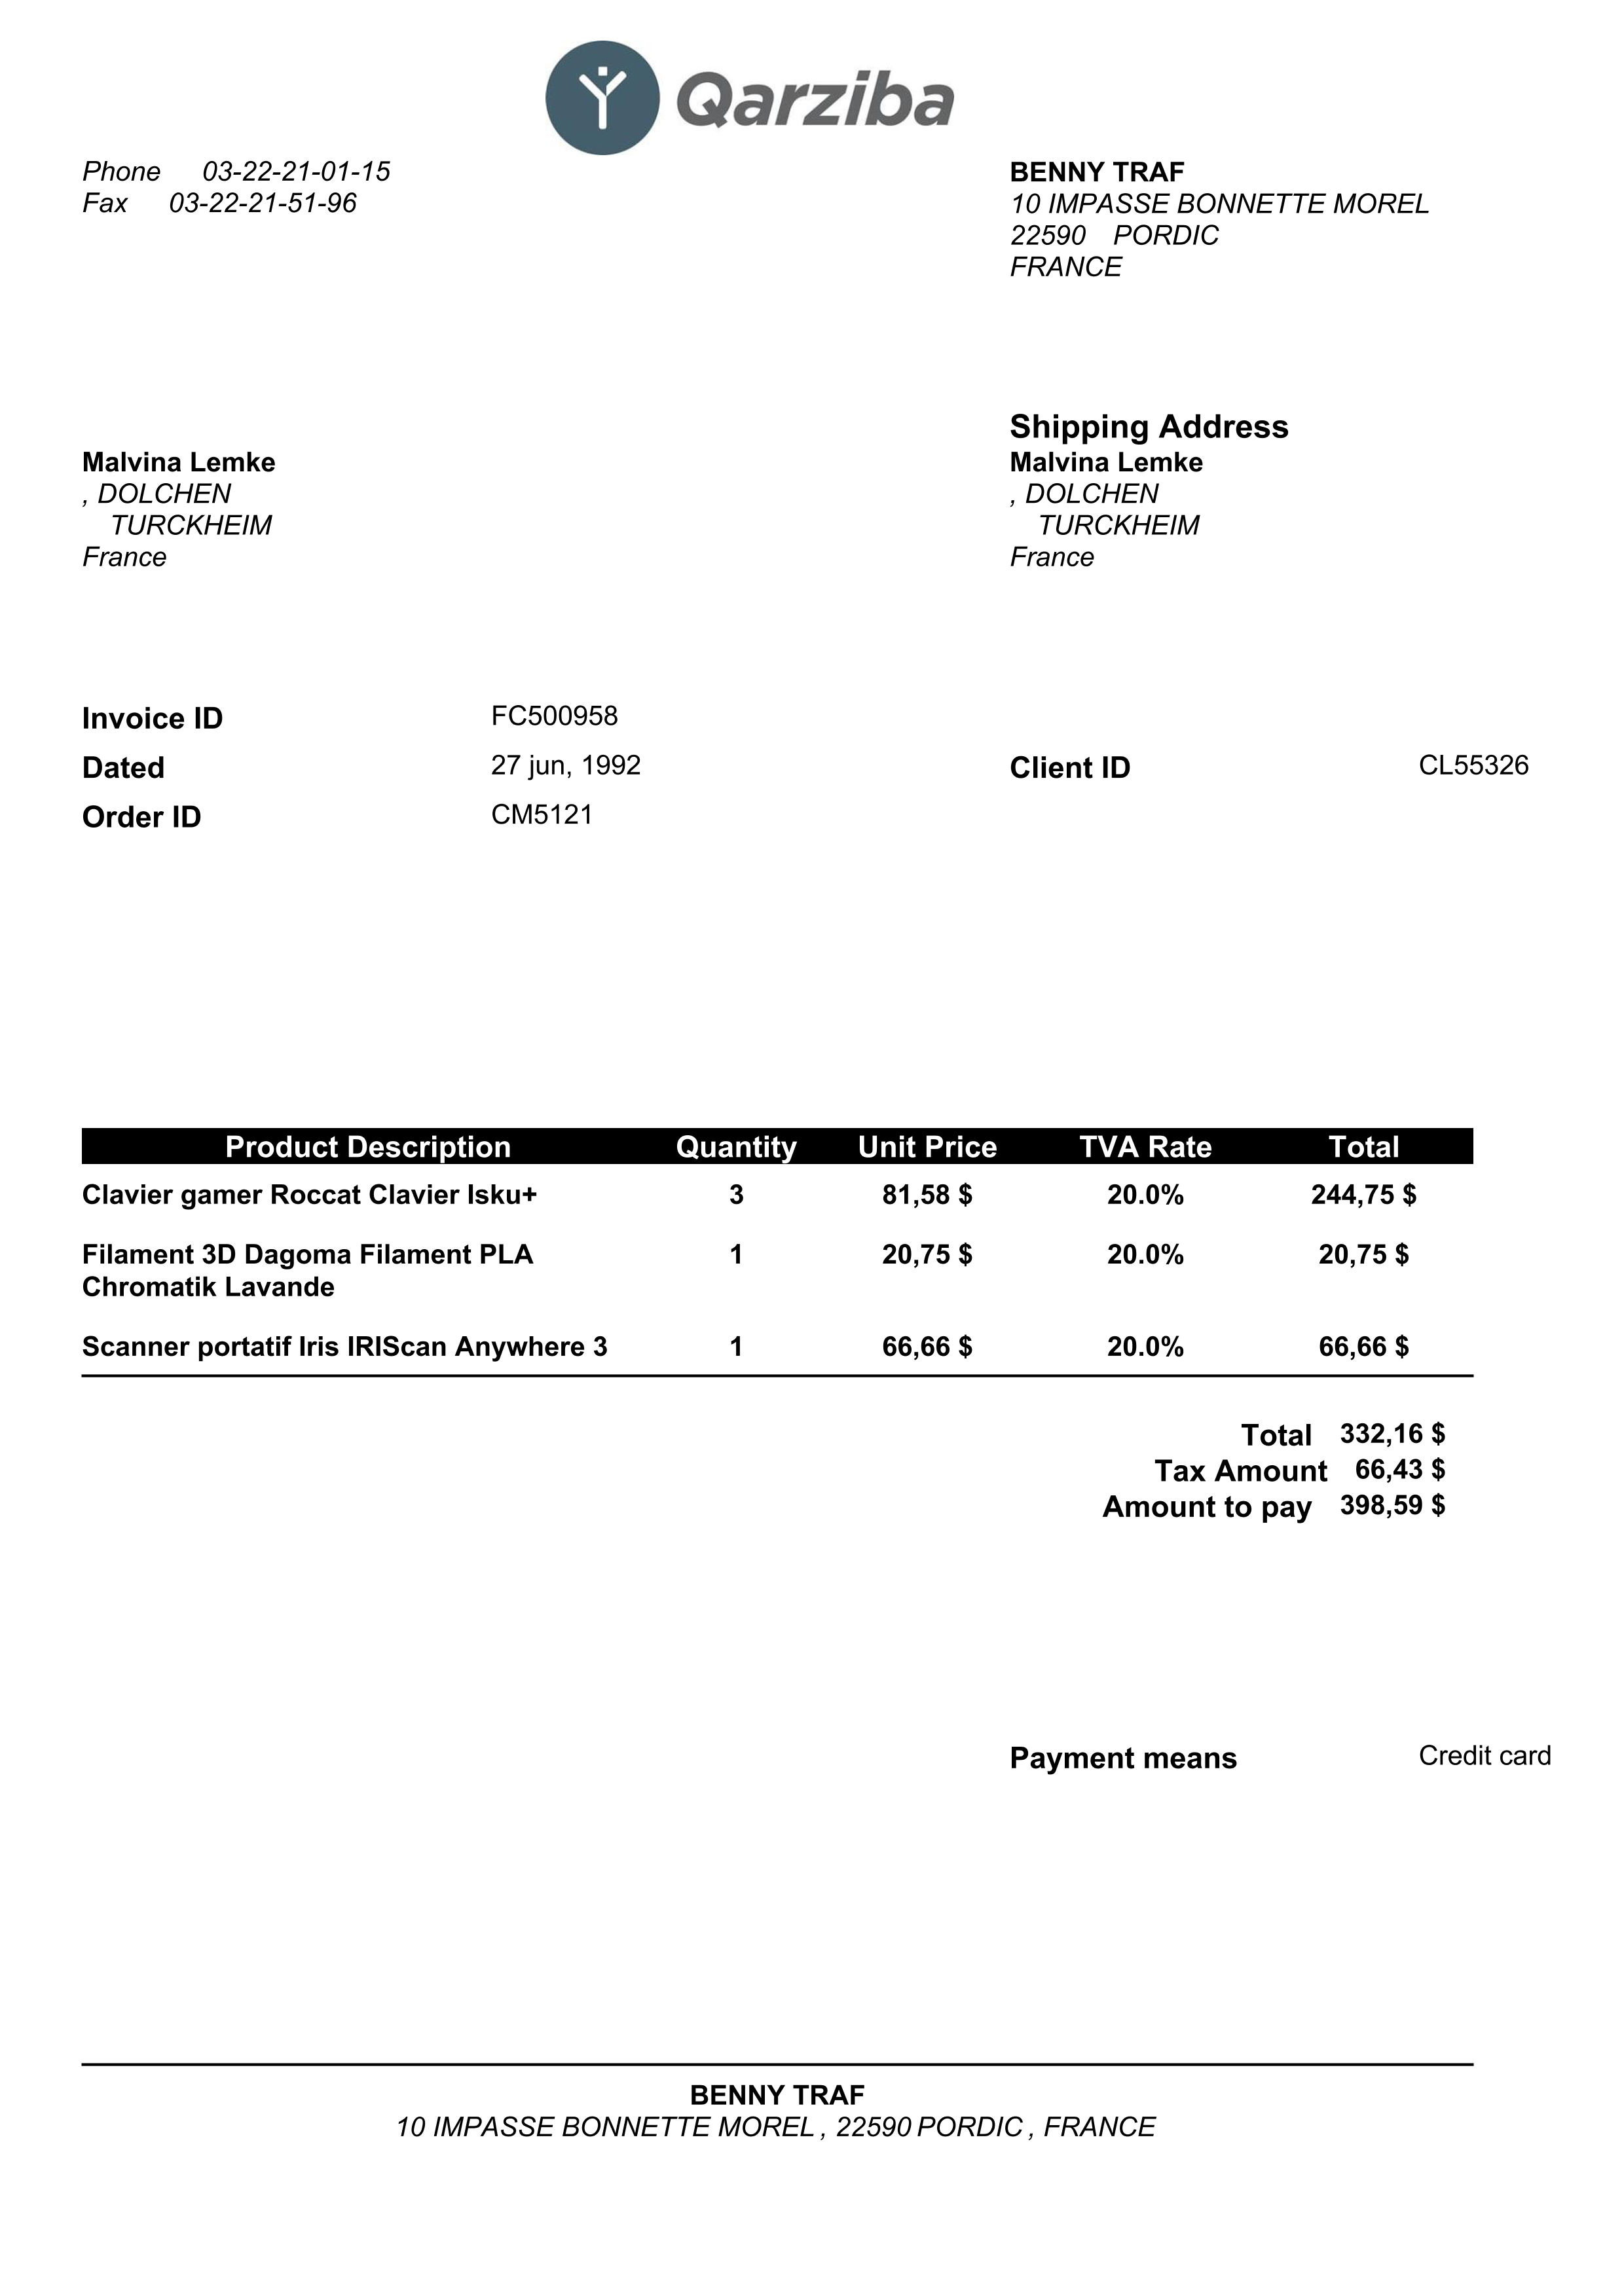 Qarziba
Phone 03-22-21-01-15
Fax 03-22-21-51-96
BENNY TRAF
10 IMPASSE BONNETTE MOREL
22590 PORDIC
FRANCE
Malvina Lemke
, DOLCHEN
TURCKHEIM
France
Shipping Address
Malvina Lemke
, DOLCHEN
TURCKHEIM
France
Invoice ID FC500958
Dated 27 jun, 1992 Client ID CL55326
Order ID CM5121
Product Description Quantity Unit Price TVA Rate Total
Clavier gamer Roccat Clavier Isku+ 3 81,58 $ 20.0% 244,75 $
Filament 3D Dagoma Filament PLA 1 20,75 $ 20.0% 20,75 $
Chromatik Lavande
Scanner portatif Iris IRIScan Anywhere 3 1 66,66 $ 20.0% 66,66 $
Total 332,16 $
Tax Amount 66,43 $
Amount to pay 398,59 $
Payment means Credit card
BENNY TRAF
10 IMPASSE BONNETTE MOREL , 22590 PORDIC , FRANCE